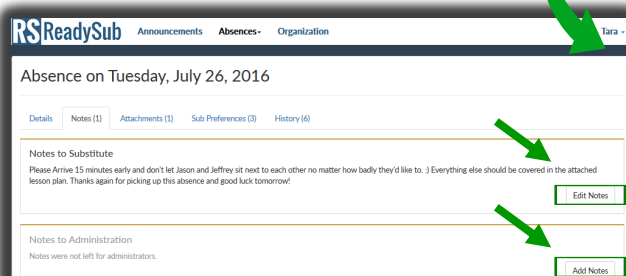 RS ReadySub Announcements Absences Organization Tara
Absence on Tuesday, July 26, 2016
Details Notes (1) Attachments (1) Sub Preferences (3) History (6)
Notes to Substitute
Please Arrive 15 minutes early and don't let Jason and Jeffrey sit next to each other no matter how badly they'd like to. :) Everything else should be covered in the attached
lesson plan. Thanks again for picking up this absence and good luck tomorrow!
Edit Notes
Notes to Administration
Notes were not left for administrators.
Add Notes